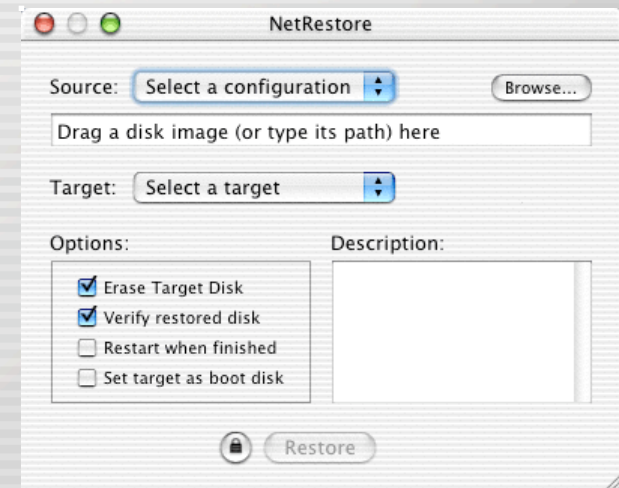 NetRestore
Source: Select a configuration Browse...
Drag a disk image (or type its path) here
Target: Select a target
Options: Description:
Erase Target Disk
Verify restored disk
Restart when finished
Set target as boot disk
Restore